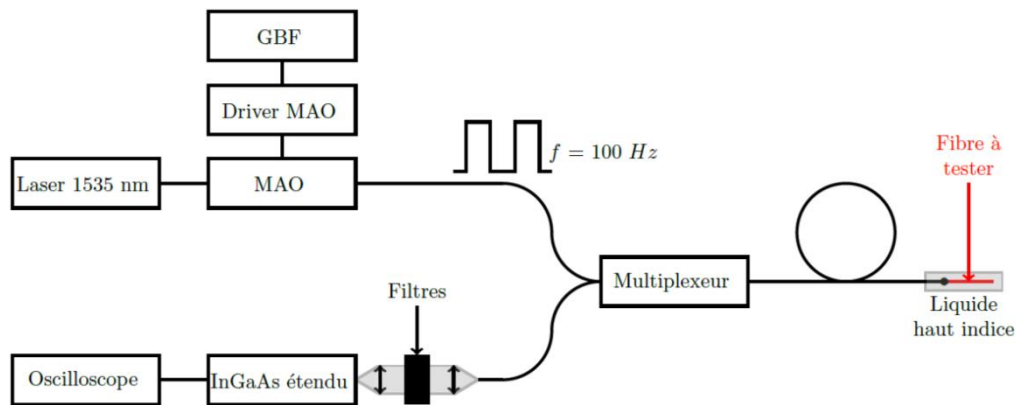 GBF
Driver MAO
Laser 1535 nm
MAO
f = 100 Hz
Fibre à
tester
Multiplexeur
Liquide
haut indice
Filtres
Oscilloscope
InGaAs étendu